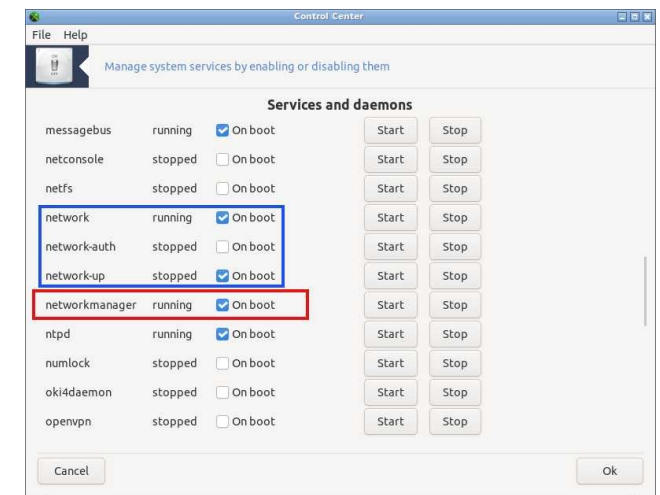 Control Center
File Help
ON
OFF
Manage system services by enabling or disabling them
Services and daemons
messagebus running On boot Start Stop
netconsole stopped On boot Start Stop
netfs stopped On boot Start Stop
network running On boot Start Stop
network-auth stopped On boot Start Stop
network-up stopped On boot Start Stop
networkmanager running On boot Start Stop
ntpd running On boot Start Stop
numlock stopped On boot Start Stop
oki4daemon stopped On boot Start Stop
openvpn stopped On boot Start Stop
Cancel Ok